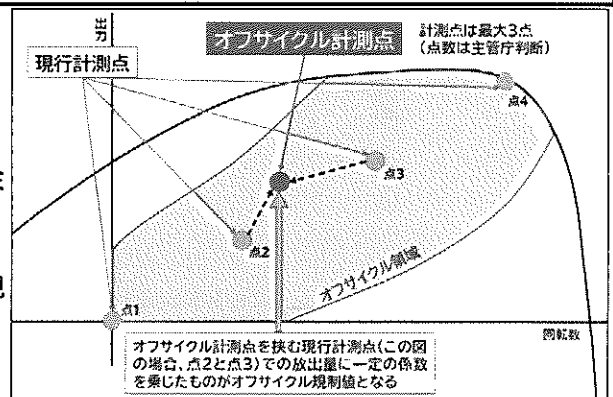 圧力
オフサイクル計測点
計測点は最大3点
(点数は主管庁判断)
現行計測点
点4
点3
点2
オフサイクル領域
点1
回転数
オフサイクル計測点を挟む現行計測点(この図
の場合、点2と点3)での放出量に一定の係数
を乗じたものがオフサイクル規制値となる